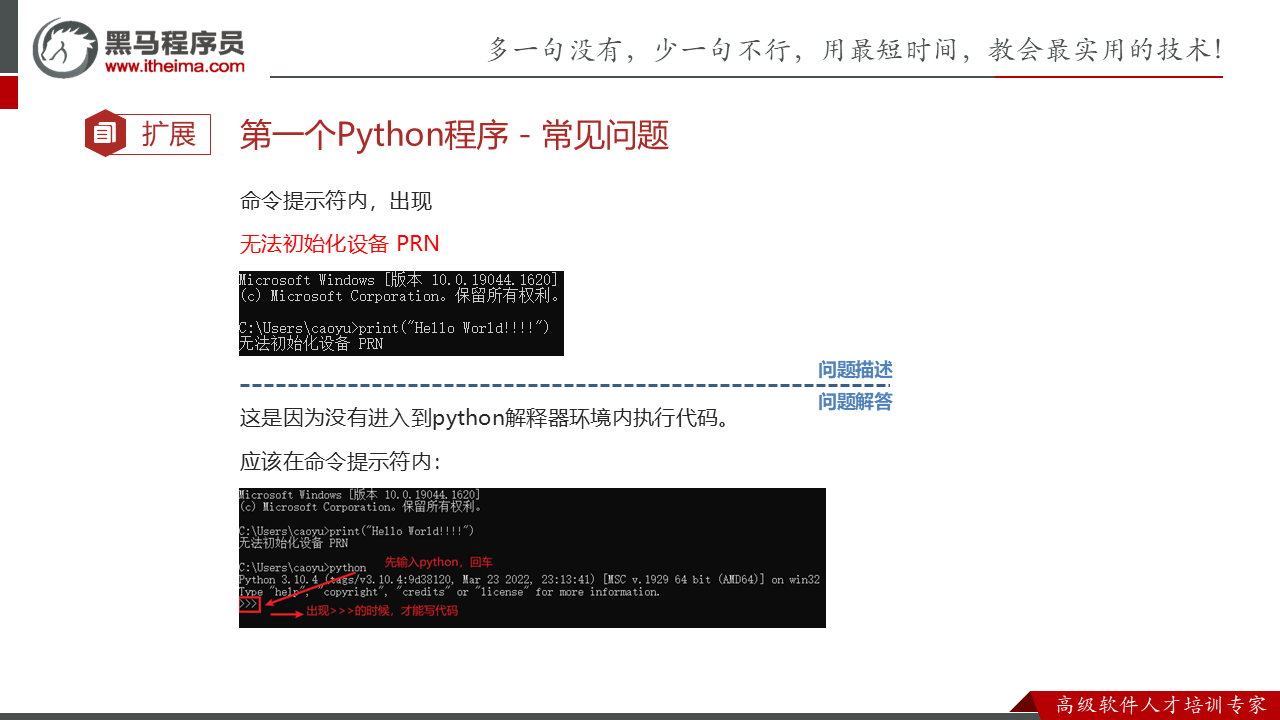 黑马程序员
www.itheima.com
多一句没有，少一句不行，用最短时间，教会最实用的技术！
扩展
第一个Python程序 - 常见问题
命令提示符内，出现
无法初始化设备 PRN
Microsoft Windows [版本 10.0.19044.1620]
(c) Microsoft Corporation。保留所有权利。
C:\Users\caoyu>print("Hello World!!!!")
无法初始化设备 PRN
问题描述
问题解答
这是因为没有进入到python解释器环境内执行代码。
应该在命令提示符内：
Microsoft Windows [版本 10.0.19044.1620]
(c) Microsoft Corporation。保留所有权利。
C:\Users\caoyu>print("Hello World!!!!")
无法初始化设备 PRN
先输入python，回车
C:\Users\caoyu>python
Python 3.10.4 (tags/v3.10.4:9d38120, Mar 23 2022, 23:13:41) [MSC v.1929 64 bit (AMD64)] on win32
Type "help", "copyright", "credits" or "license" for more information.
>>>
出现>>>的时候，才能写代码
高级软件人才培训专家